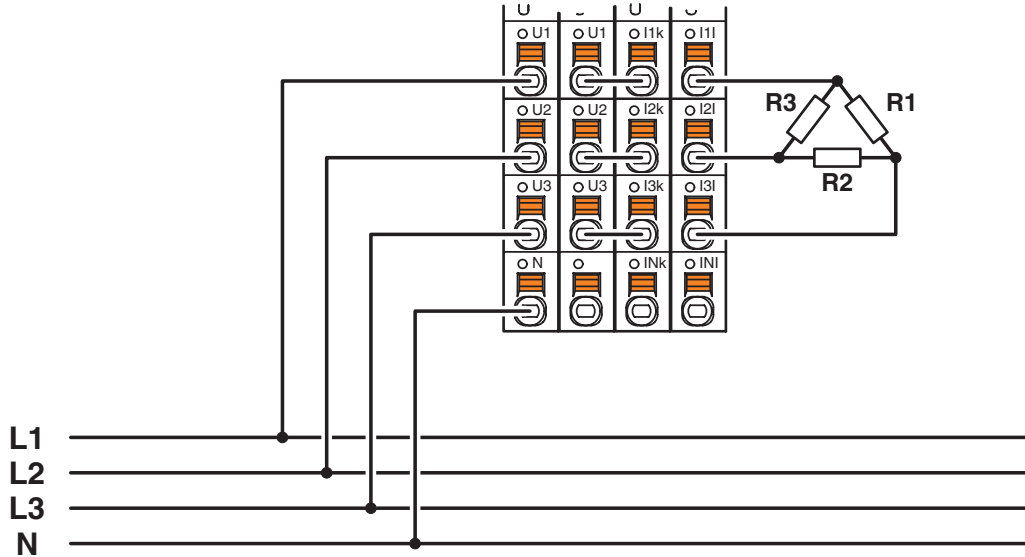 U1 U1 I1k I1l
R3 R1
U2 U2 I2k I2l
R2
U3 U3 I3k I3l
N INk INl
L1
L2
L3
N